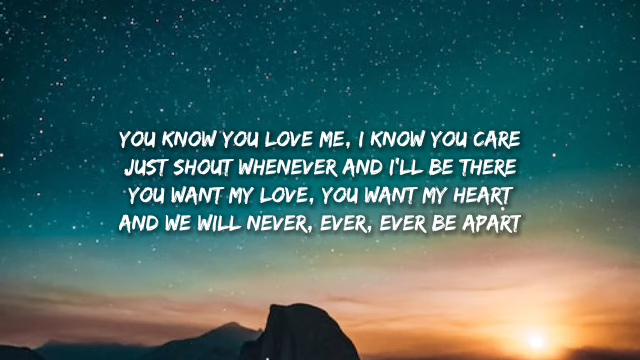 YOU KNOW YOU LOVE ME, I KNOW YOU CARE
JUST SHOUT WHENEVER AND I'LL BE THERE
YOU WANT MY LOVE, YOU WANT MY HEART
AND WE WILL NEVER, EVER, EVER BE APART